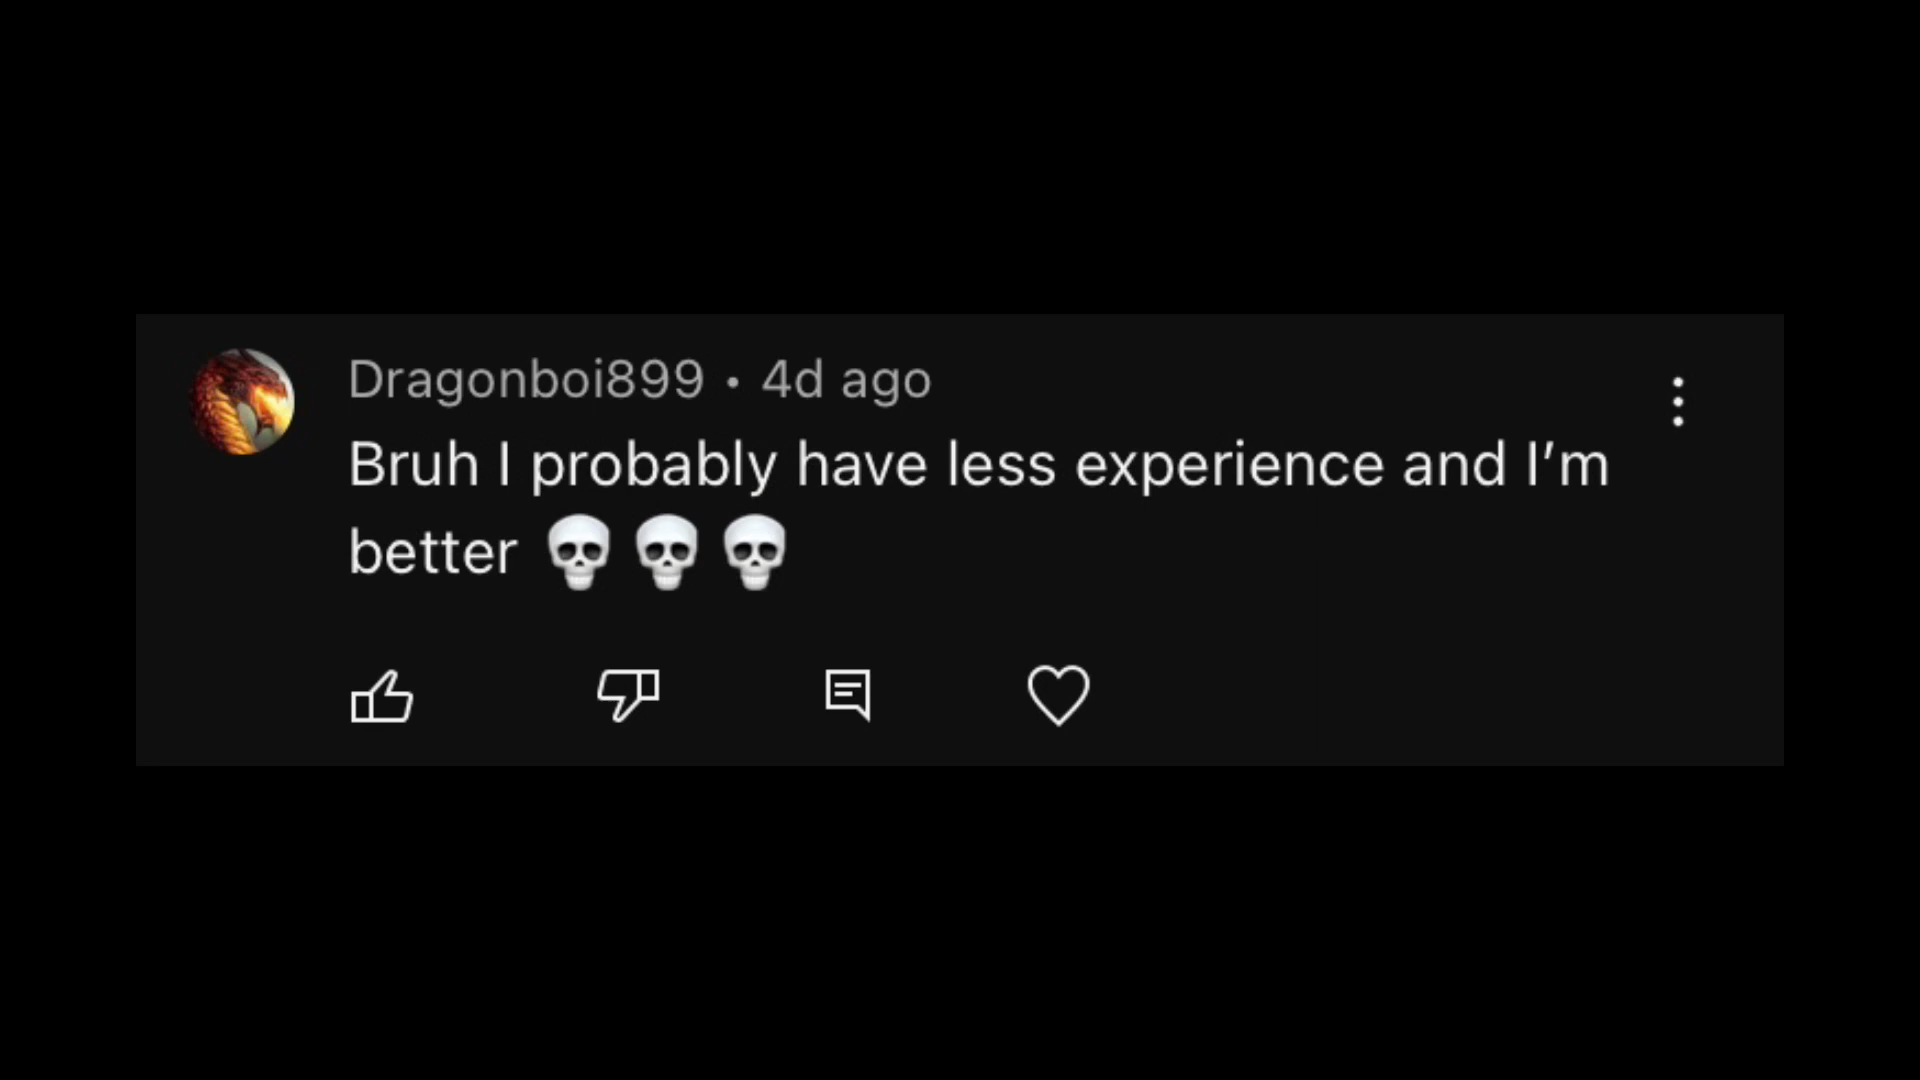 Dragonboi899 • 4d ago
Bruh I probably have less experience and I’m
better 💀💀💀